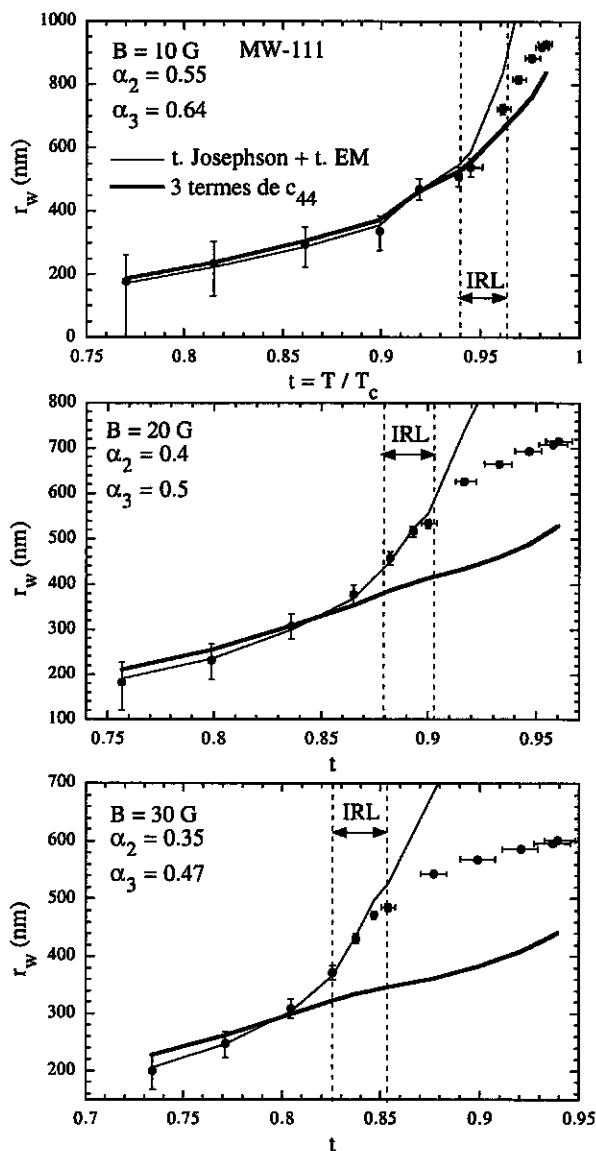 1000
800
600
400
200
0
r_w (nm)
B = 10 G MW-111
α₂ = 0.55
α₃ = 0.64
t. Josephson + t. EM
3 termes de c₄₄
IRL
0.75 0.8 0.85 0.9 0.95 1
t = T / T_c
800
700
600
500
400
300
200
100
r_w (nm)
B = 20 G
α₂ = 0.4
α₃ = 0.5
IRL
0.75 0.8 0.85 0.9 0.95
t
700
600
500
400
300
200
r_w (nm)
B = 30 G
α₂ = 0.35
α₃ = 0.47
IRL
0.7 0.75 0.8 0.85 0.9 0.95
t